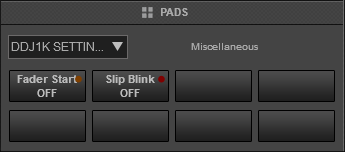 PADS
DDJ1K SETTIN...
Miscellaneous
Fader Start
OFF
Slip Blink
OFF